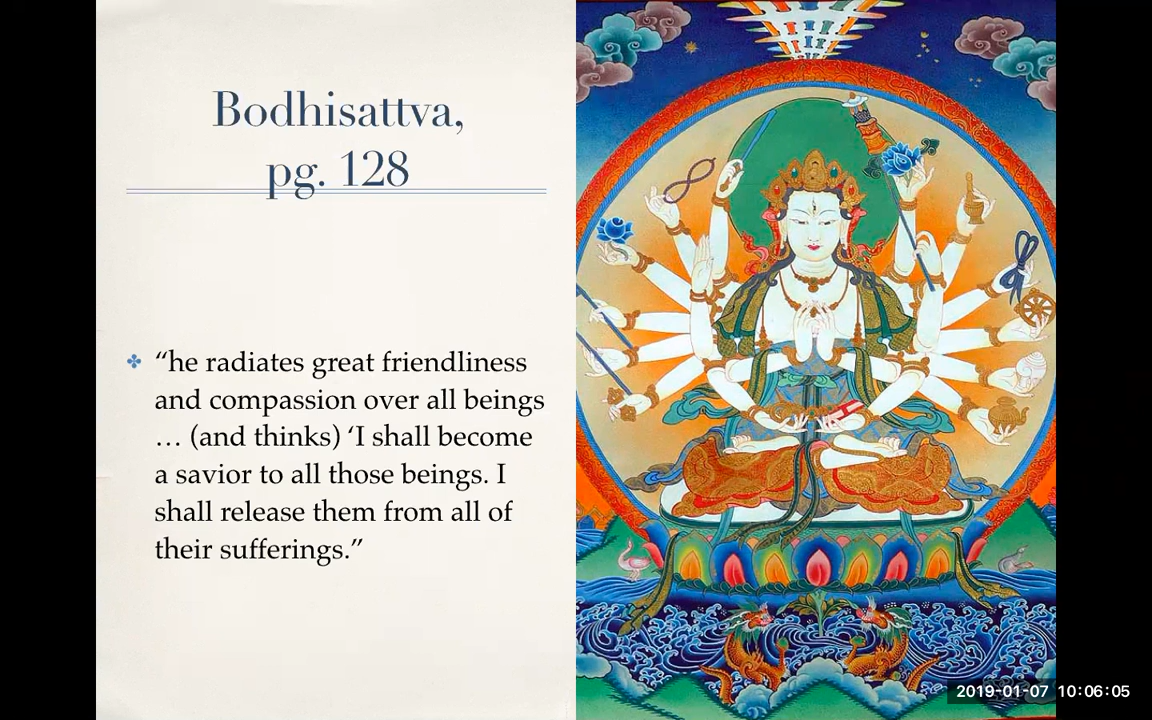 Bodhisattva,
pg. 128
“he radiates great friendliness
and compassion over all beings
… (and thinks) ‘I shall become
a savior to all those beings. I
shall release them from all of
their sufferings.”
2019-01-07 10:06:05